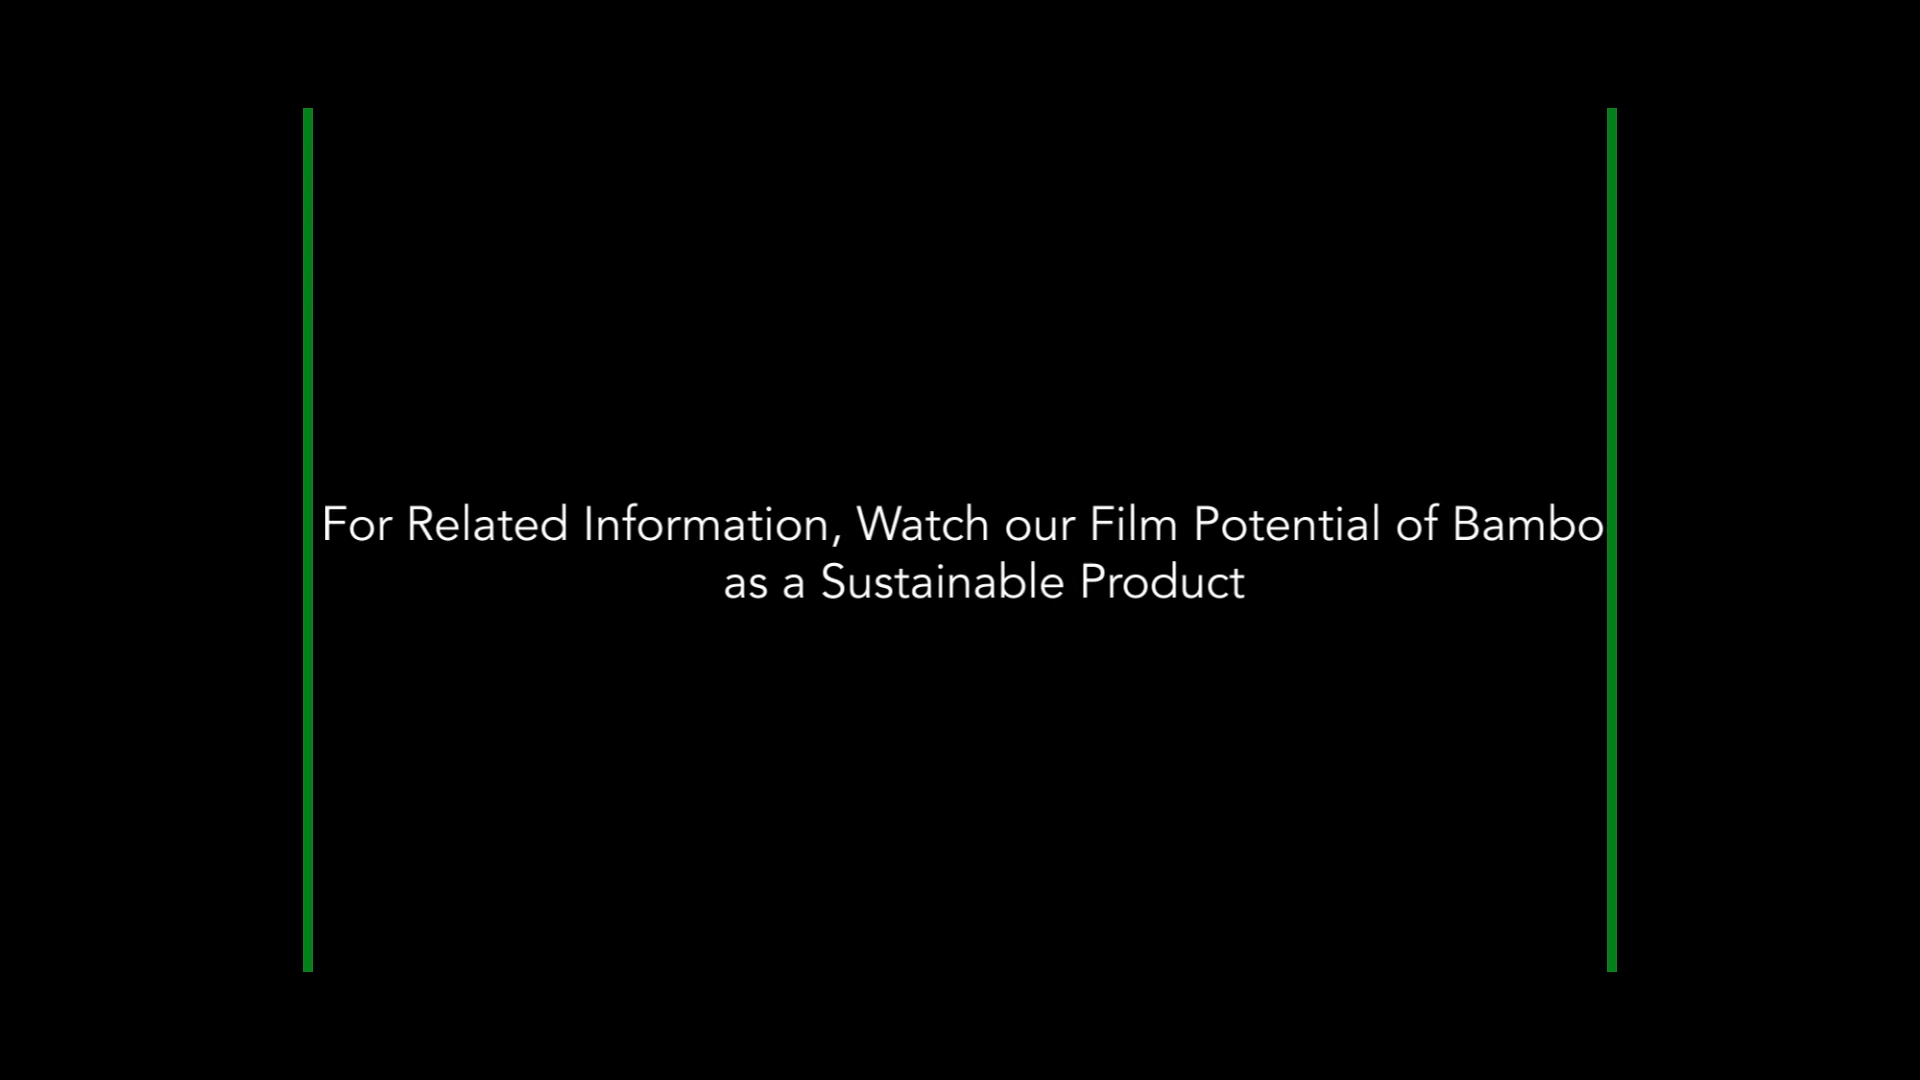 For Related Information, Watch our Film Potential of Bambo
as a Sustainable Product